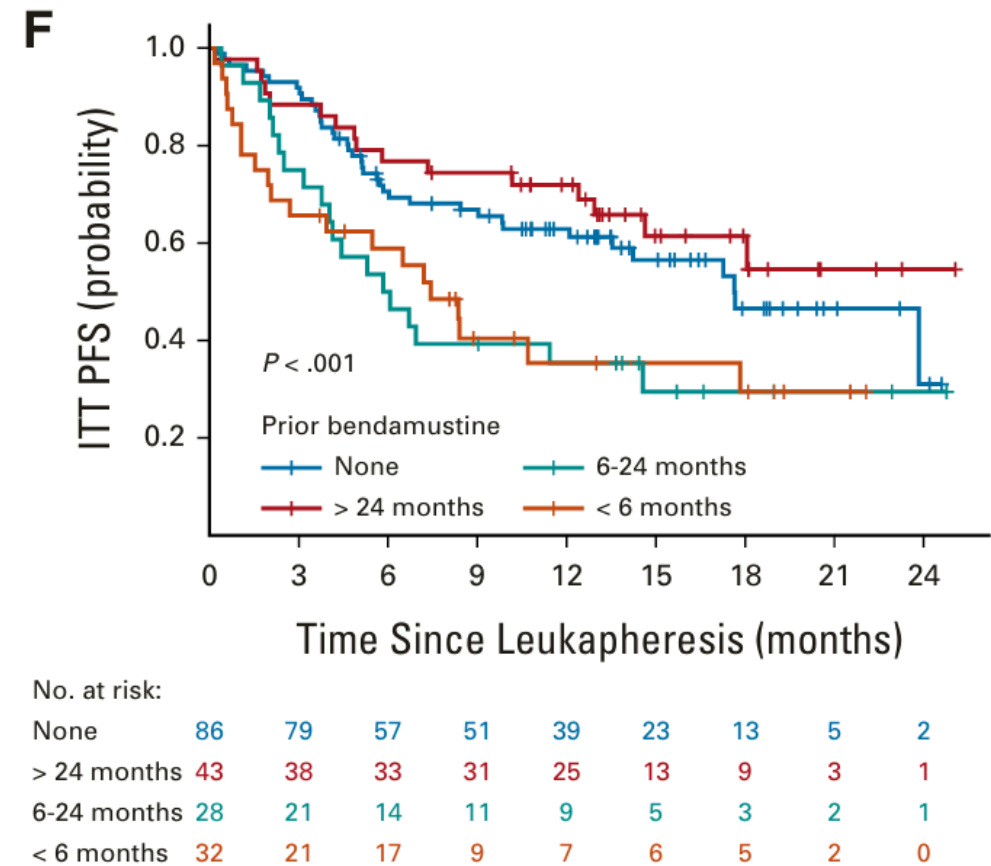 F
1.0
0.8
0.6
0.4
0.2
ITT PFS (probability)
P < .001
Prior bendamustine
None 6-24 months
> 24 months < 6 months
0 3 6 9 12 15 18 21 24
Time Since Leukapheresis (months)
No. at risk:
None 86 79 57 51 39 23 13 5 2
> 24 months 43 38 33 31 25 13 9 3 1
6-24 months 28 21 14 11 9 5 3 2 1
< 6 months 32 21 17 9 7 6 5 2 0